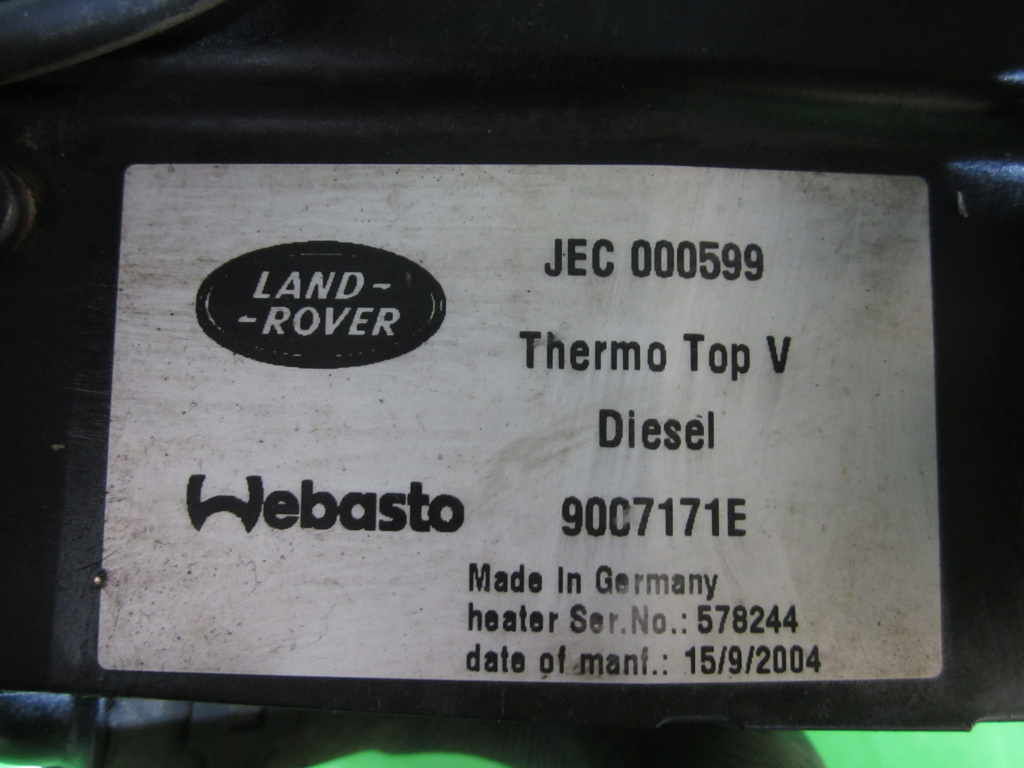 LAND-
-ROVER
JEC 000599
Thermo Top V
Diesel
Webasto
9007171E
Made In Germany
heater Ser.No.: 578244
date of manf.: 15/9/2004